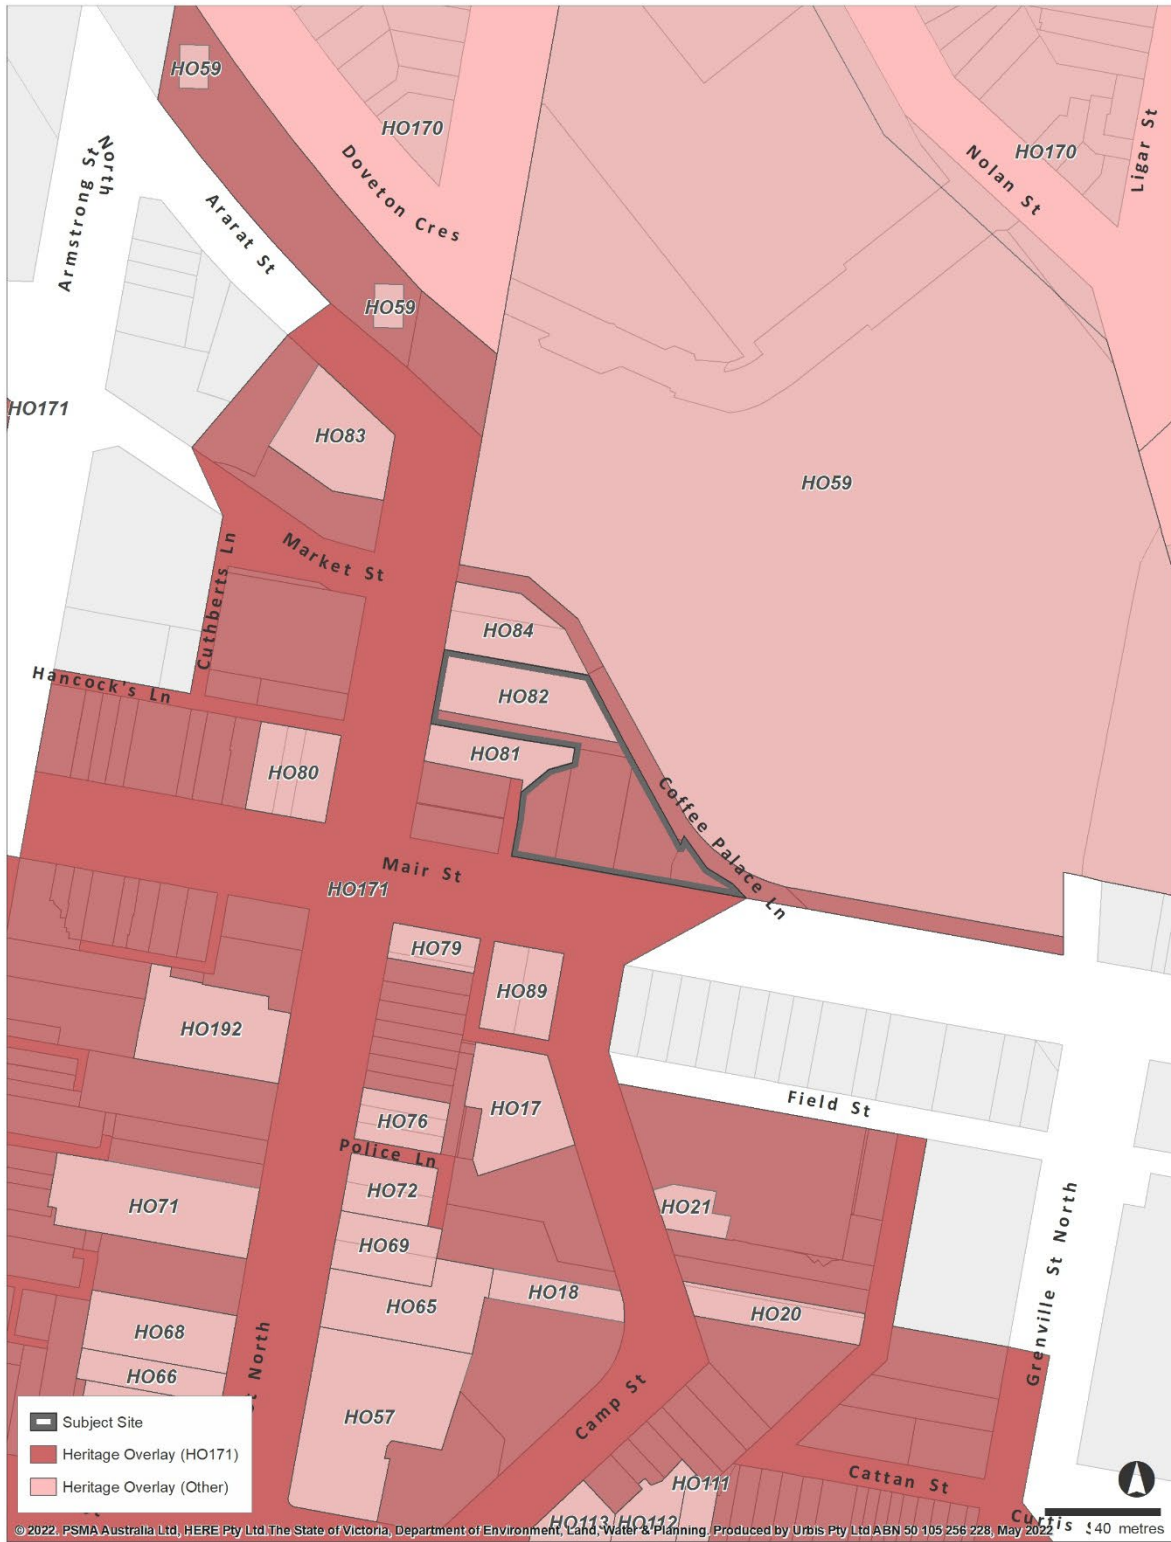 HO59
HO170
Doveton Cres
Nolan St
HO170
Ligar St
Armstrong St
North
Ararat St
HO59
HO171
HO83
HO59
Market St
Cuthberts Ln
HO84
Hancock's Ln
HO82
HO81
HO80
Coffee Palace Ln
Mair St
HO171
HO79
HO89
HO192
HO17
Field St
HO76
Police Ln
HO72
HO71
HO21
HO69
Grenville St North
HO18
HO65
HO20
HO68
HO66
St North
HO57
Camp St
HO111
Cattan St
HO113
HO112
Curtis
Subject Site
Heritage Overlay (HO171)
Heritage Overlay (Other)
40 metres
© 2022. PSMA Australia Ltd, HERE Pty Ltd. The State of Victoria, Department of Environment, Land, Water & Planning. Produced by Urbis Pty Ltd ABN 50 105 256 228, May 2022